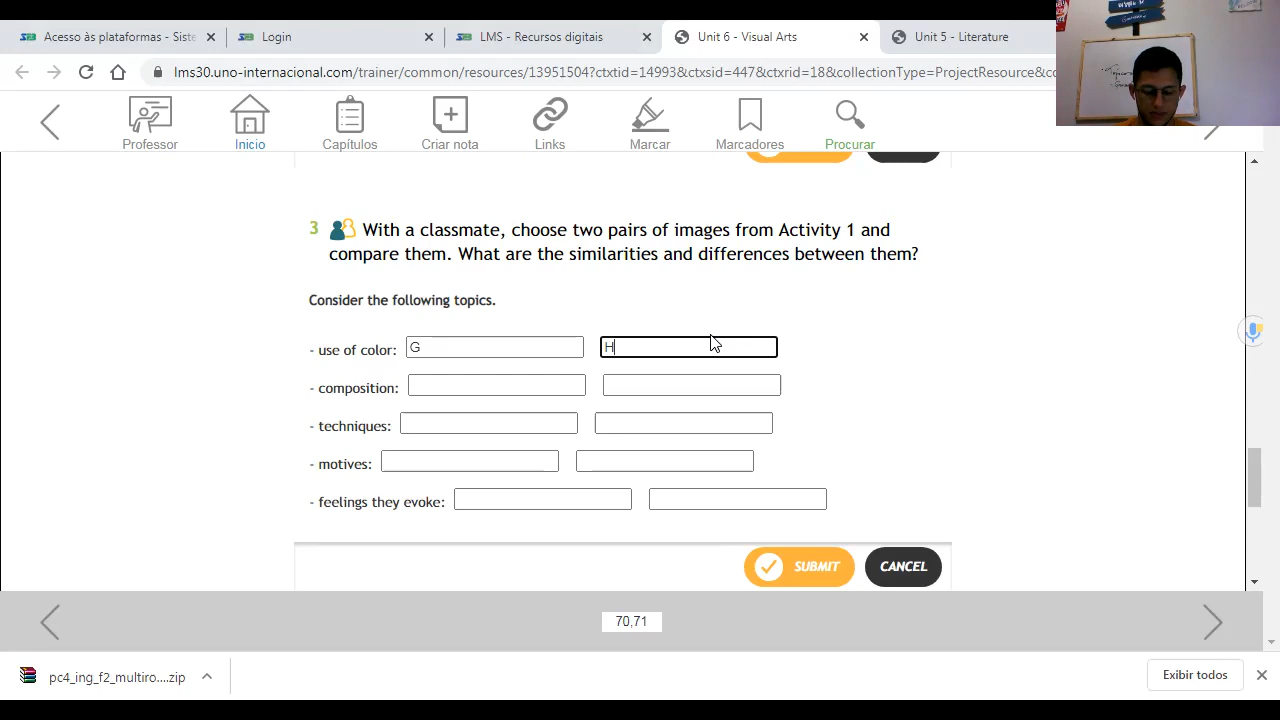 SEB Acesso às plataformas - Siste
SEB Login
SEB LMS - Recursos digitais
Unit 6 - Visual Arts
Unit 5 - Literature
lms30.uno-internacional.com/trainer/common/resources/13951504?ctxtid=14993&ctxsid=447&ctxrid=18&collectionType=ProjectResource&co
Professor
Inicio
Capítulos
Criar nota
Links
Marcar
Marcadores
Procurar
3 With a classmate, choose two pairs of images from Activity 1 and
compare them. What are the similarities and differences between them?
Consider the following topics.
- use of color: G H
- composition:
- techniques:
- motives:
- feelings they evoke:
SUBMIT CANCEL
70,71
pc4_ing_f2_multiro....zip
Exibir todos